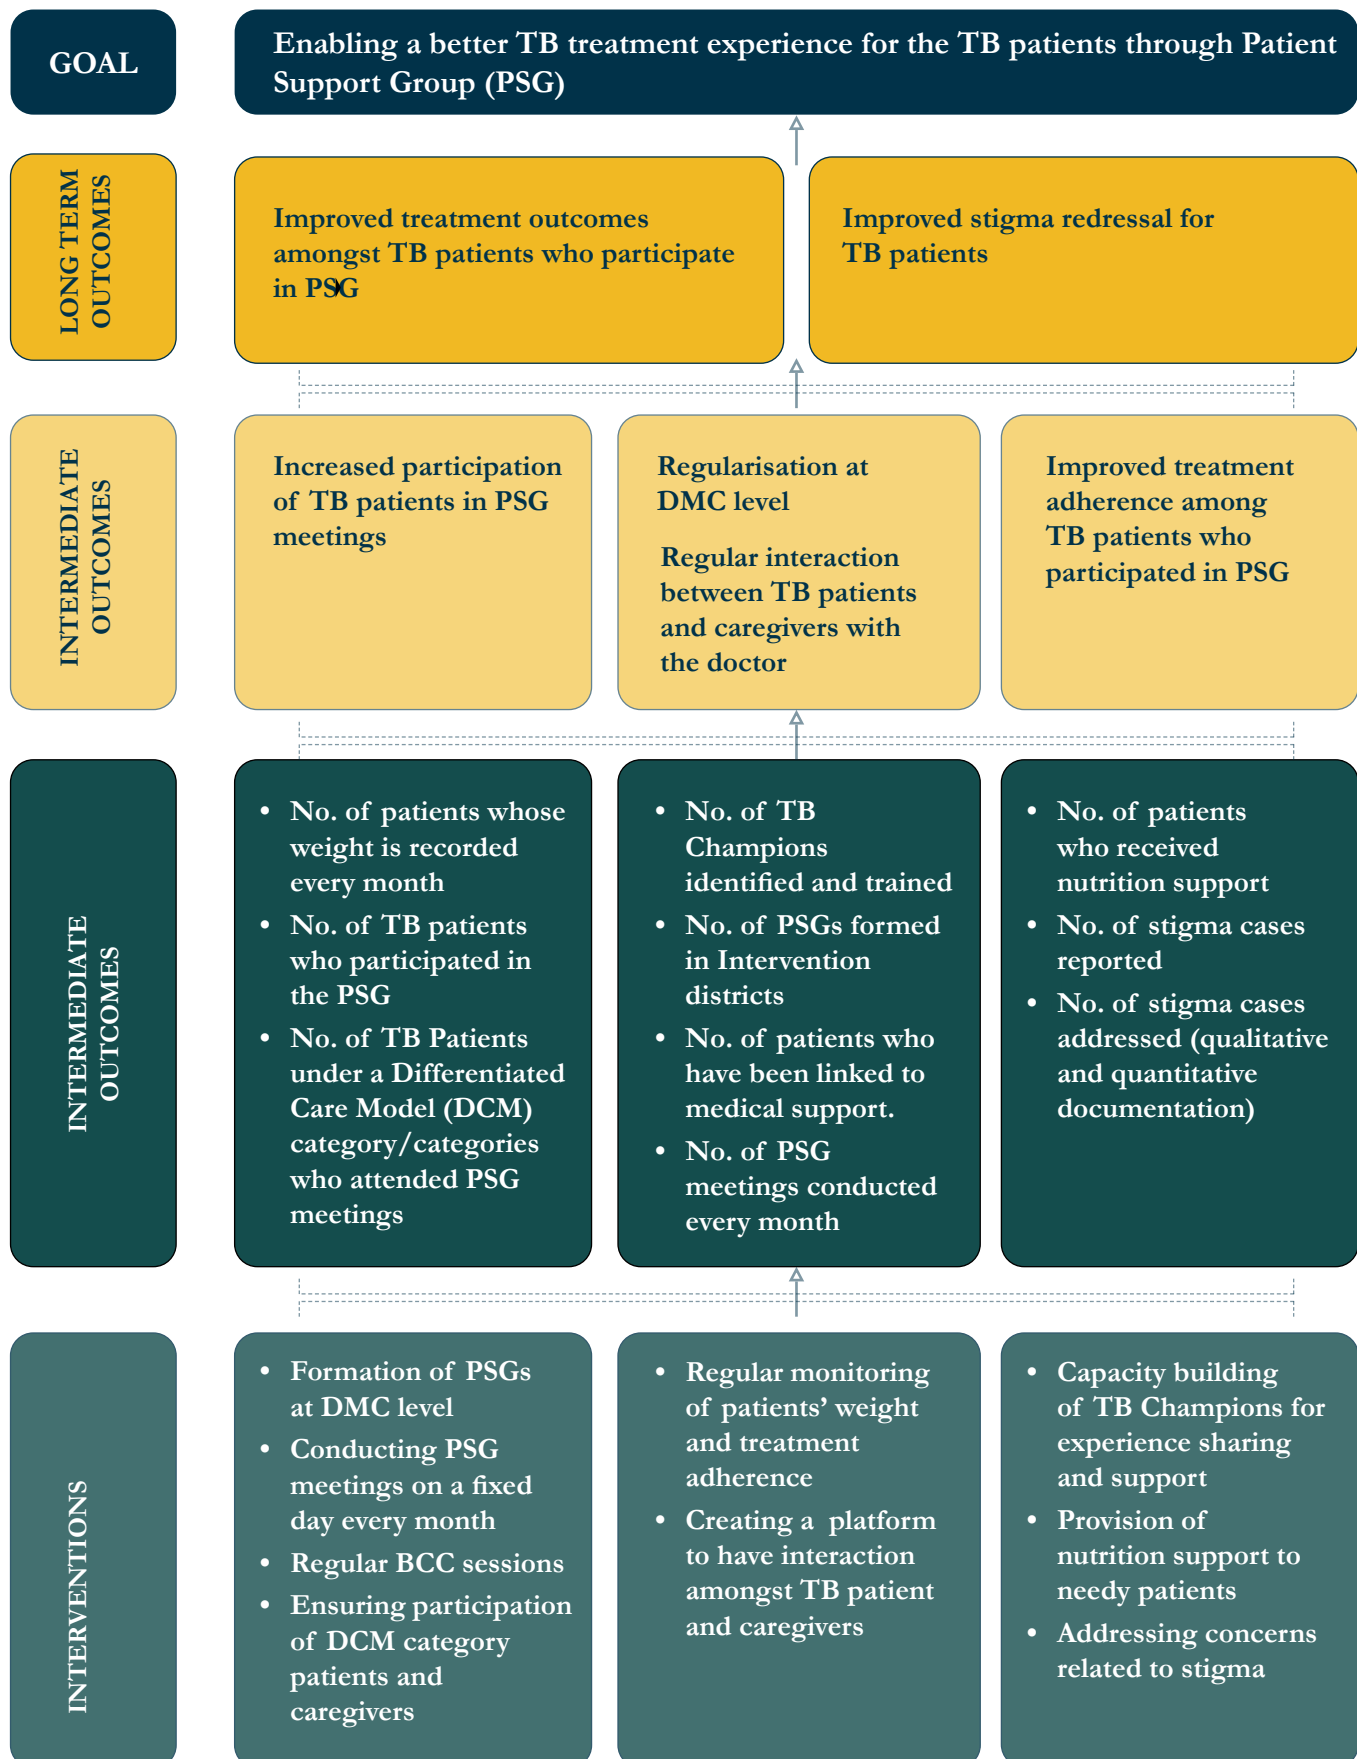 GOAL
Enabling a better TB treatment experience for the TB patients through Patient
Support Group (PSG)
LONG TERM
OUTCOMES
Improved treatment outcomes
amongst TB patients who participate
in PSG
Improved stigma redressal for
TB patients
INTERMEDIATE
OUTCOMES
Increased participation
of TB patients in PSG
meetings
Regularisation at
DMC level
Regular interaction
between TB patients
and caregivers with
the doctor
Improved treatment
adherence among
TB patients who
participated in PSG
INTERMEDIATE
OUTCOMES
• No. of patients whose
weight is recorded
every month
• No. of TB patients
who participated in
the PSG
• No. of TB Patients
under a Differentiated
Care Model (DCM)
category/categories
who attended PSG
meetings
• No. of TB
Champions
identified and trained
• No. of PSGs formed
in Intervention
districts
• No. of patients who
have been linked to
medical support.
• No. of PSG
meetings conducted
every month
• No. of patients
who received
nutrition support
• No. of stigma cases
reported
• No. of stigma cases
addressed (qualitative
and quantitative
documentation)
INTERVENTIONS
• Formation of PSGs
at DMC level
• Conducting PSG
meetings on a fixed
day every month
• Regular BCC sessions
• Ensuring participation
of DCM category
patients and
caregivers
• Regular monitoring
of patients’ weight
and treatment
adherence
• Creating a platform
to have interaction
amongst TB patient
and caregivers
• Capacity building
of TB Champions for
experience sharing
and support
• Provision of
nutrition support to
needy patients
• Addressing concerns
related to stigma